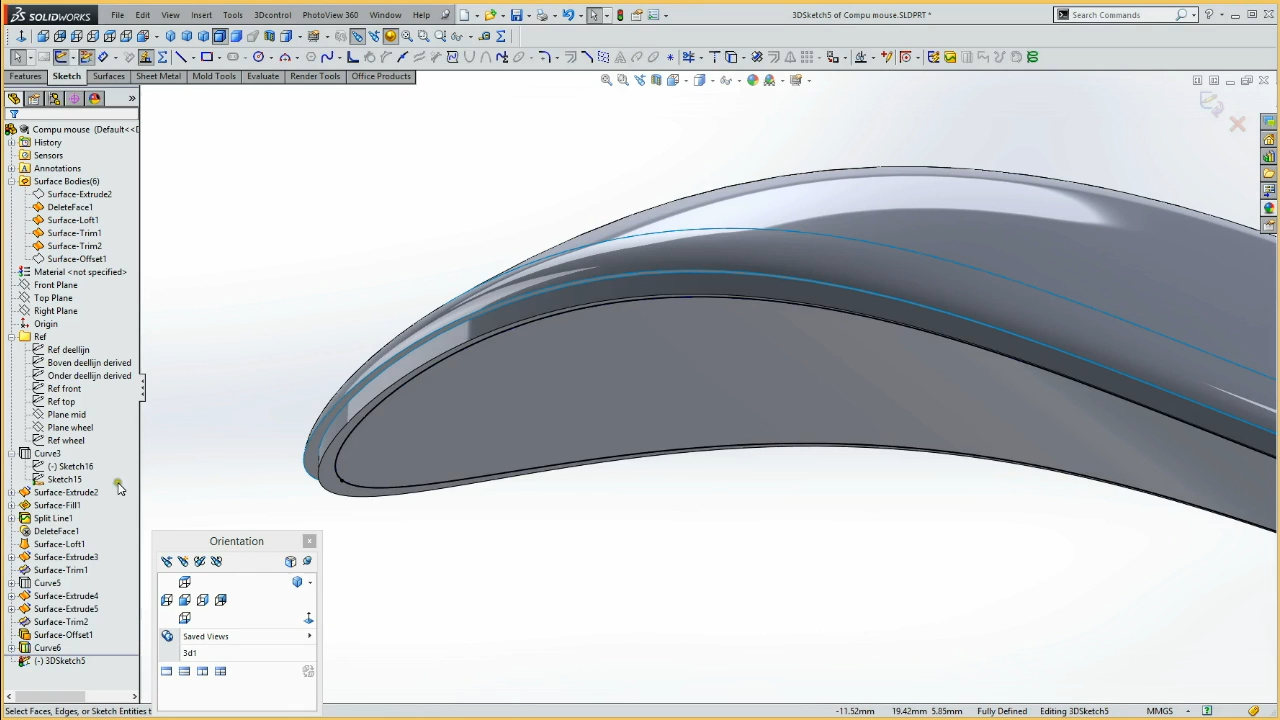 SOLIDWORKS File Edit View Insert Tools 3Dcontrol PhotoView 360 Window Help 3DSketch5 of Compu mouse.SLDPRT * Search Commands
Features Sketch Surfaces Sheet Metal Mold Tools Evaluate Render Tools Office Products
Compu mouse (Default<<D
History
Sensors
Annotations
Surface Bodies(6)
Surface-Extrude2
DeleteFace1
Surface-Loft1
Surface-Trim1
Surface-Trim2
Surface-Offset1
Material <not specified>
Front Plane
Top Plane
Right Plane
Origin
Ref
Ref deellijn
Boven deellijn derived
Onder deellijn derived
Ref front
Ref top
Plane mid
Plane wheel
Ref wheel
Curve3
(-) Sketch16
Sketch15
Surface-Extrude2
Surface-Fill1
Split Line1
DeleteFace1
Surface-Loft1
Surface-Extrude3
Surface-Trim1
Curve5
Surface-Extrude4
Surface-Extrude5
Surface-Trim2
Surface-Offset1
Curve6
(-) 3DSketch5
Orientation
Saved Views
3d1
Select Faces, Edges, or Sketch Entities t -11.52mm 19.42mm 5.85mm Fully Defined Editing 3DSketch5 MMGS